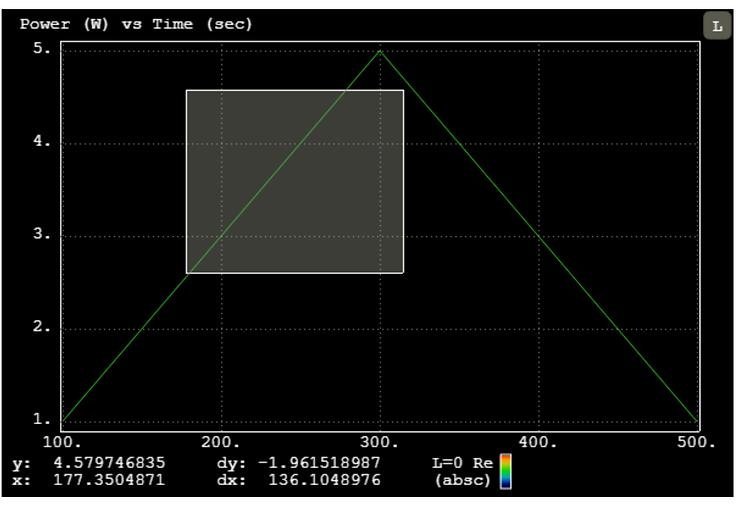 Power (W) vs Time (sec)
L
5.
4.
3.
2.
1.
100. 200. 300. 400. 500.
y: 4.579746835 dy: -1.961518987 L=0 Re
x: 177.3504871 dx: 136.1048976 (absc)